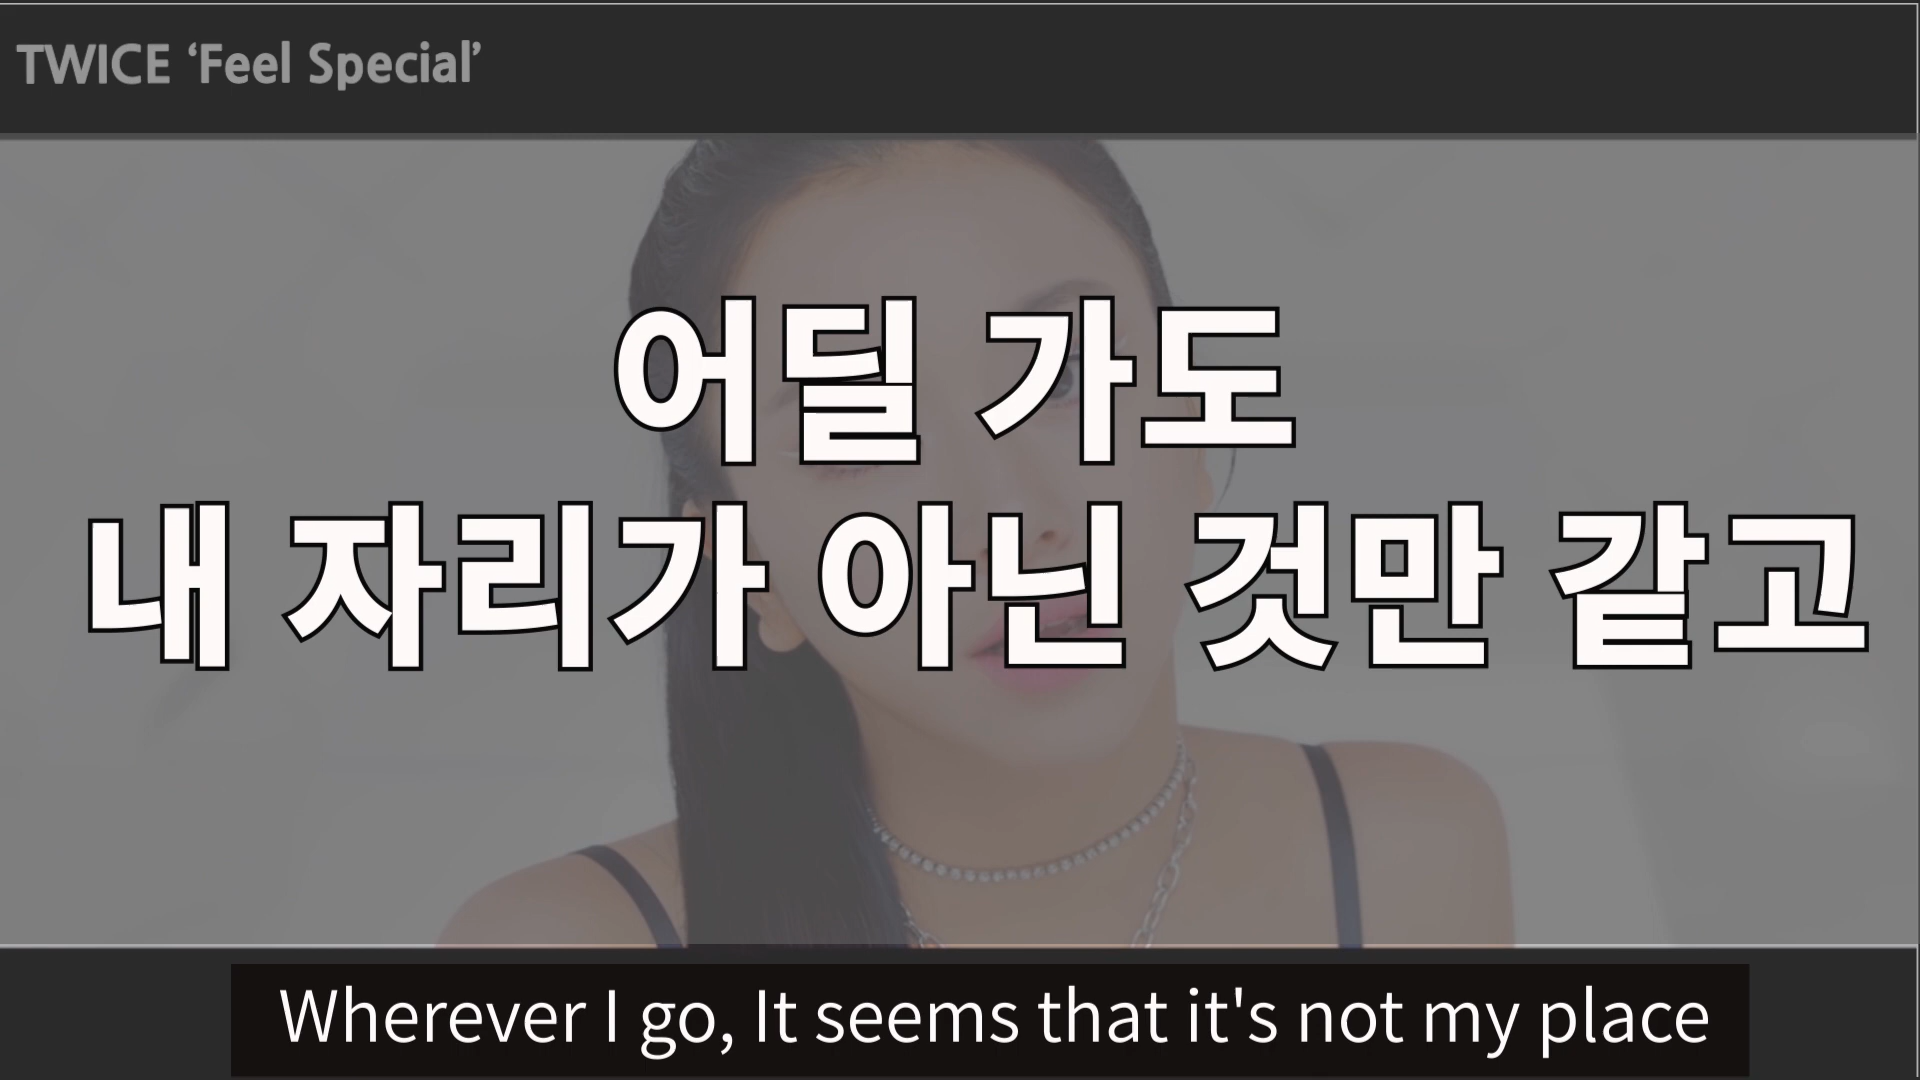 TWICE ‘Feel Special’
어딜 가도
내 자리가 아닌 것만 같고
Wherever I go, It seems that it's not my place